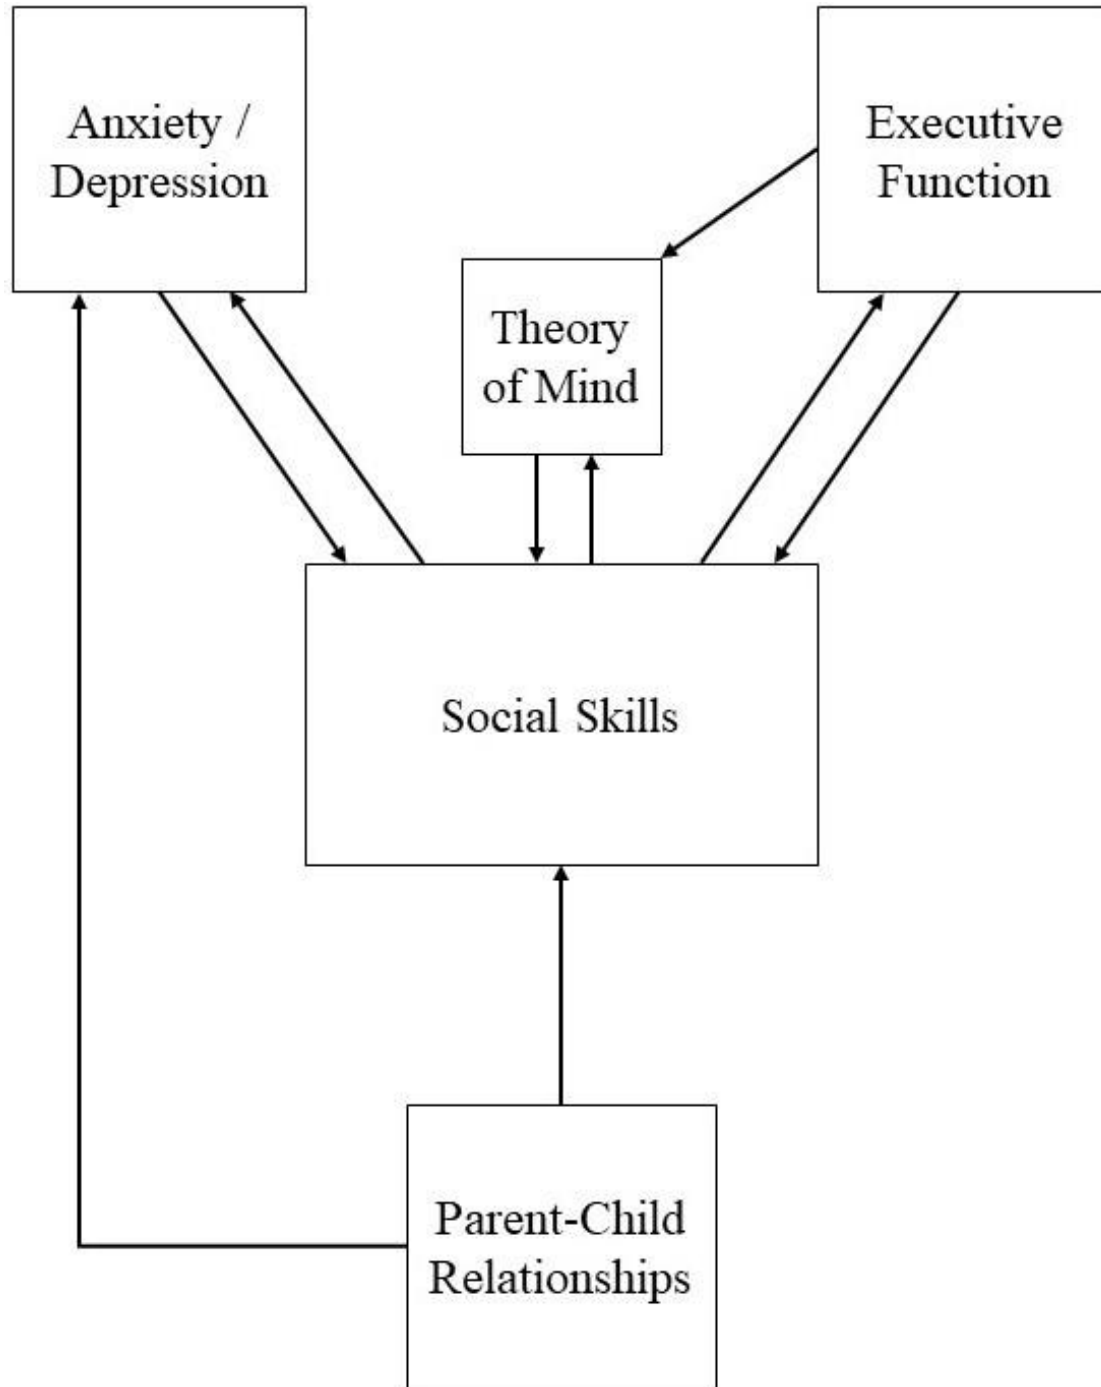 Anxiety /
Depression
Executive
Function
Theory
of Mind
Social Skills
Parent-Child
Relationships